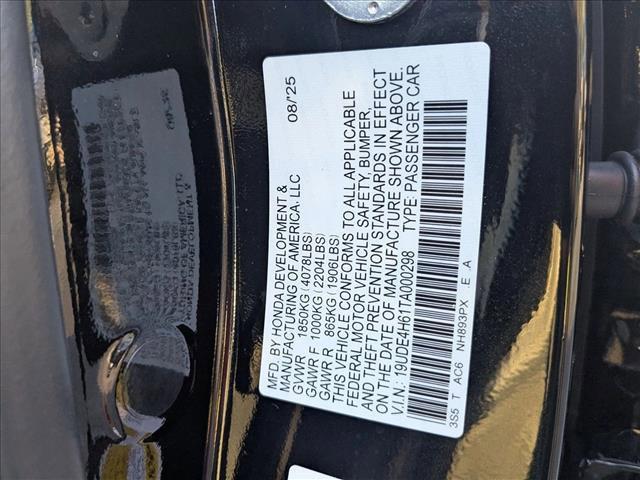 MFD. BY HONDA DEVELOPMENT & 08/'25
MANUFACTURING OF AMERICA, LLC
GVWR 1850KG(4078LBS)
GAWR F 1000KG(2204LBS)
GAWR R 865KG(1906LBS)
THIS VEHICLE CONFORMS TO ALL APPLICABLE
FEDERAL MOTOR VEHICLE SAFETY, BUMPER,
AND THEFT PREVENTION STANDARDS IN EFFECT
ON THE DATE OF MANUFACTURE SHOWN ABOVE.
V.I.N.: 19UDE4H61TA000298 TYPE: PASSENGER CAR
3S5 T AC6 NH893PX .E .A